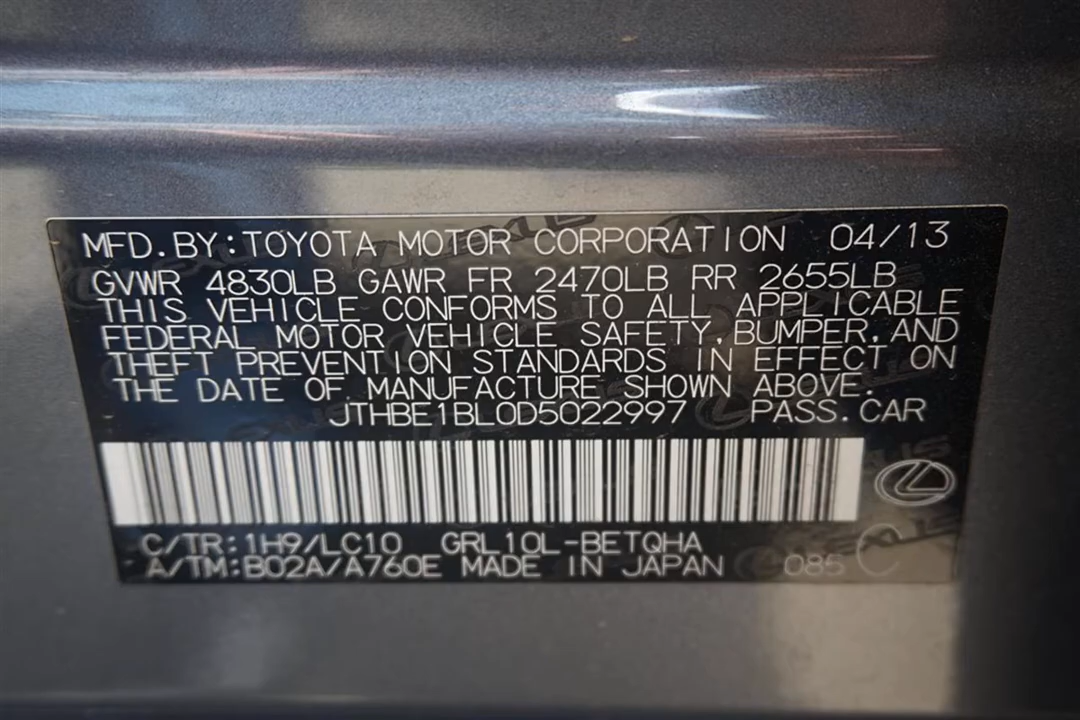 MFD. BY: TOYOTA MOTOR CORPORATION 04/13
GVWR 4830LB GAWR FR 2470LB RR 2655LB
THIS VEHICLE CONFORMS TO ALL APPLICABLE
FEDERAL MOTOR VEHICLE SAFETY, BUMPER, AND
THEFT PREVENTION STANDARDS IN EFFECT ON
THE DATE OF MANUFACTURE SHOWN ABOVE.
JTHBE1BL0D5022997 PASS. CAR
C/TR: 1H9/LC10 GRL10L-BETQHA
A/TM: B02A/A760E MADE IN JAPAN 085 C